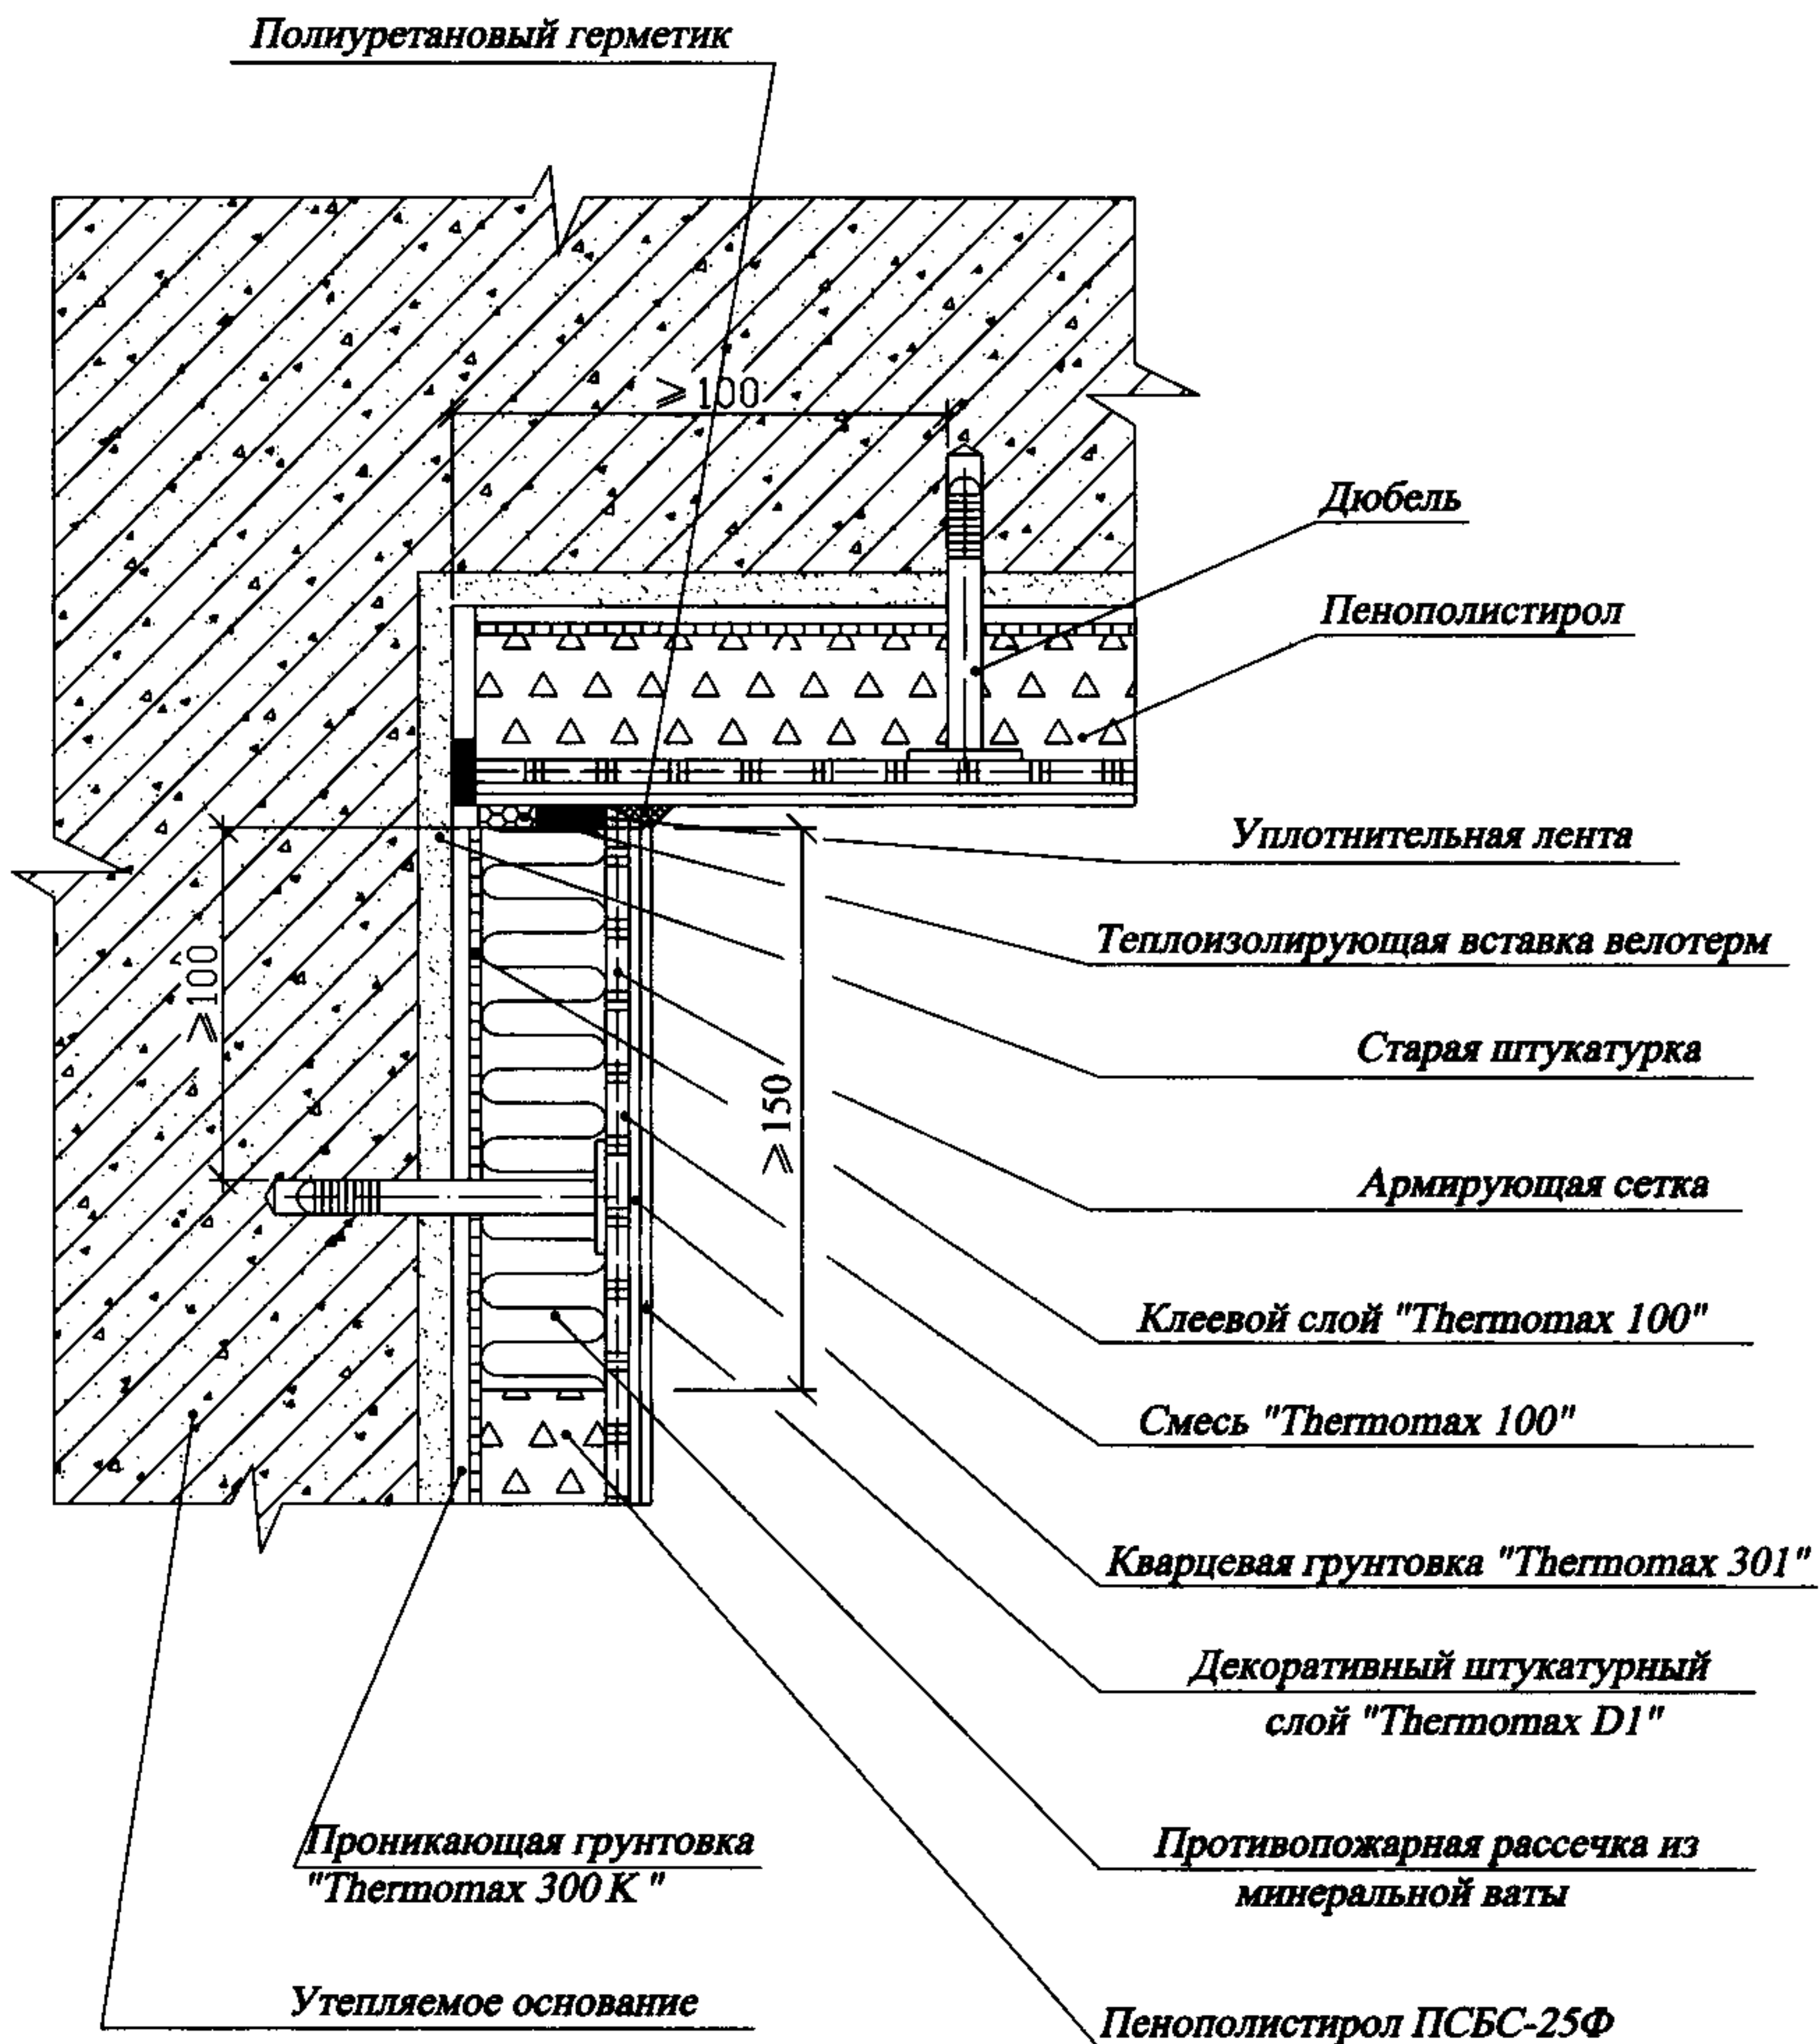 Полиуретановый герметик
≥100
Дюбель
Пенополистирол
Уплотнительная лента
Теплоизолирующая вставка велотерм
≥100
Старая штукатурка
≥150
Армирующая сетка
Клеевой слой "Thermomax 100"
Смесь "Thermomax 100"
Кварцевая грунтовка "Thermomax 301"
Декоративный штукатурный
слой "Thermomax D1"
Проникающая грунтовка
"Thermomax 300 K "
Противопожарная рассечка из
минеральной ваты
Утепляемое основание
Пенополистирол ПСБС-25Ф